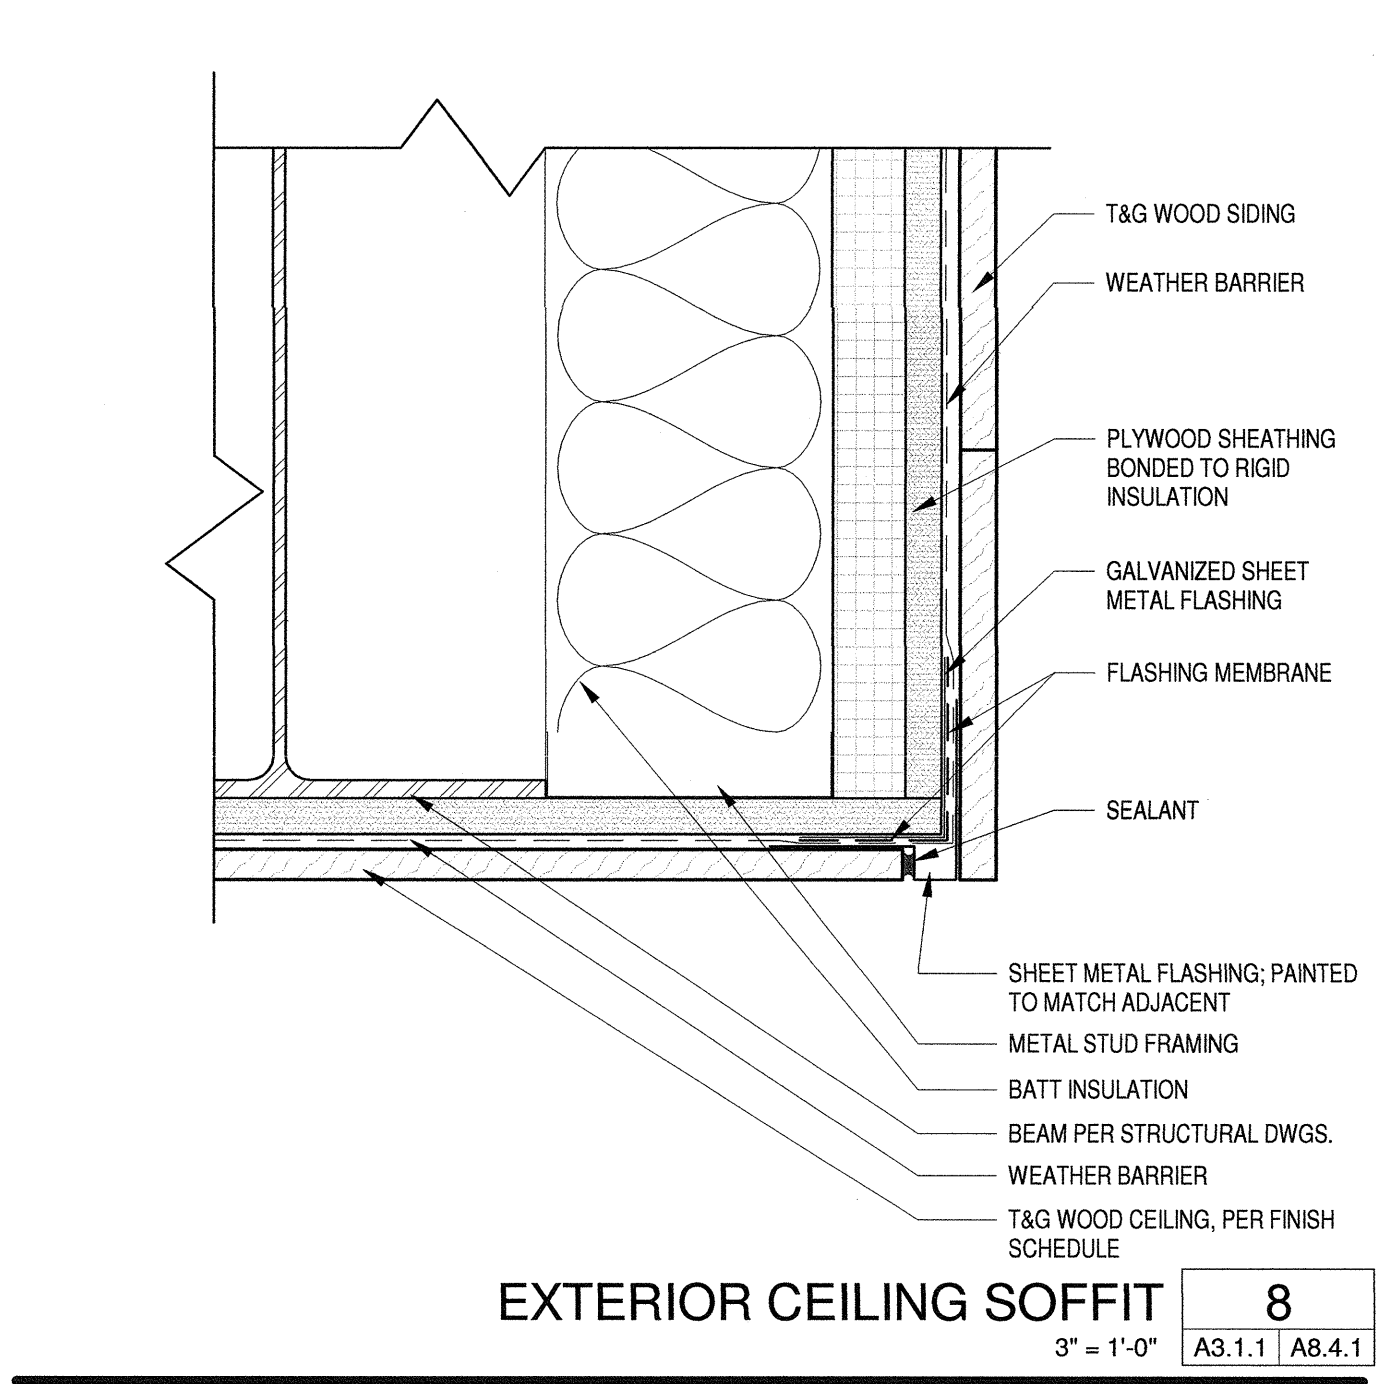 T&G WOOD SIDING
WEATHER BARRIER
PLYWOOD SHEATHING
BONDED TO RIGID
INSULATION
GALVANIZED SHEET
METAL FLASHING
FLASHING MEMBRANE
SEALANT
SHEET METAL FLASHING; PAINTED
TO MATCH ADJACENT
METAL STUD FRAMING
BATT INSULATION
BEAM PER STRUCTURAL DWGS.
WEATHER BARRIER
T&G WOOD CEILING, PER FINISH
SCHEDULE
EXTERIOR CEILING SOFFIT
8
3" = 1'-0"
A3.1.1
A8.4.1